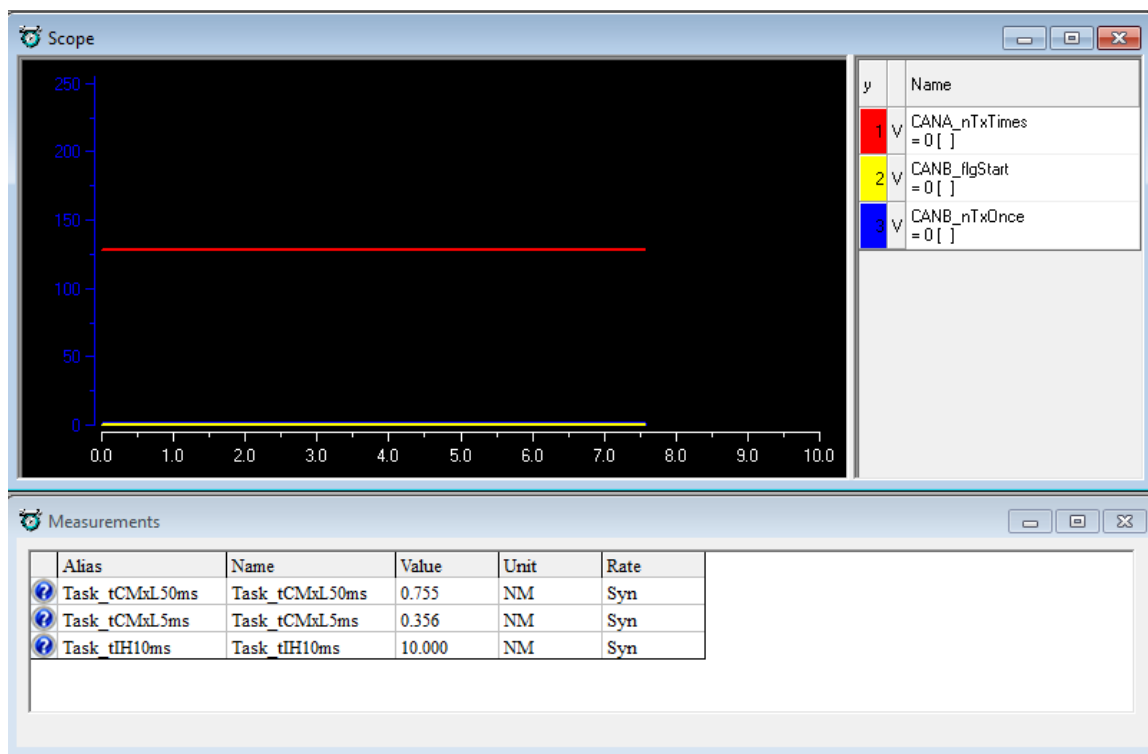 Scope
250
200
150
100
50
0
0.0 1.0 2.0 3.0 4.0 5.0 6.0 7.0 8.0 9.0 10.0
y Name
1 V CANA_nTxTimes
= 0 [ ]
2 V CANB_flgStart
= 0 [ ]
3 V CANB_nTxOnce
= 0 [ ]
Measurements
Alias Name Value Unit Rate
Task_tCMxL50ms Task_tCMxL50ms 0.755 NM Syn
Task_tCMxL5ms Task_tCMxL5ms 0.356 NM Syn
Task_tIH10ms Task_tIH10ms 10.000 NM Syn